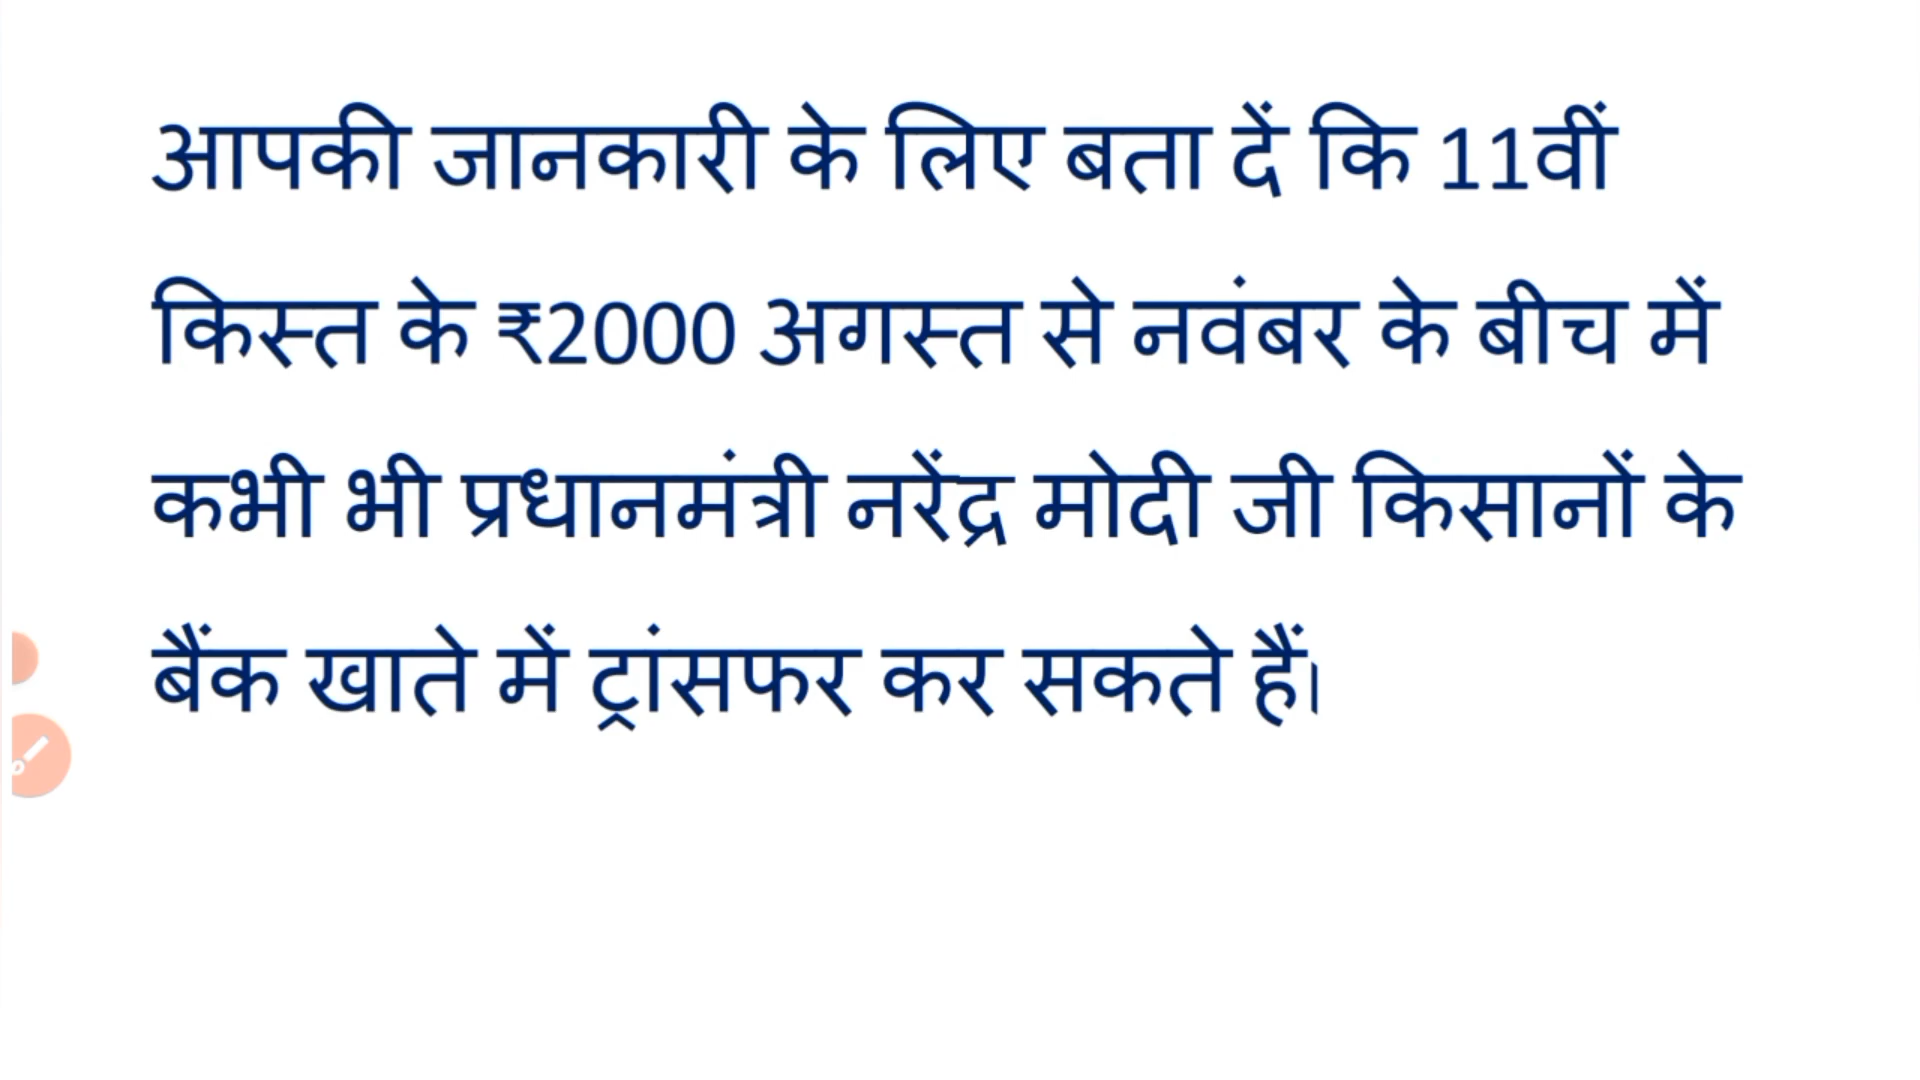 आपकी जानकारी के लिए बता दें कि 11वीं
किस्त के ₹2000 अगस्त से नवंबर के बीच में
कभी भी प्रधानमंत्री नरेंद्र मोदी जी किसानों के
बैंक खाते में ट्रांसफर कर सकते हैं।